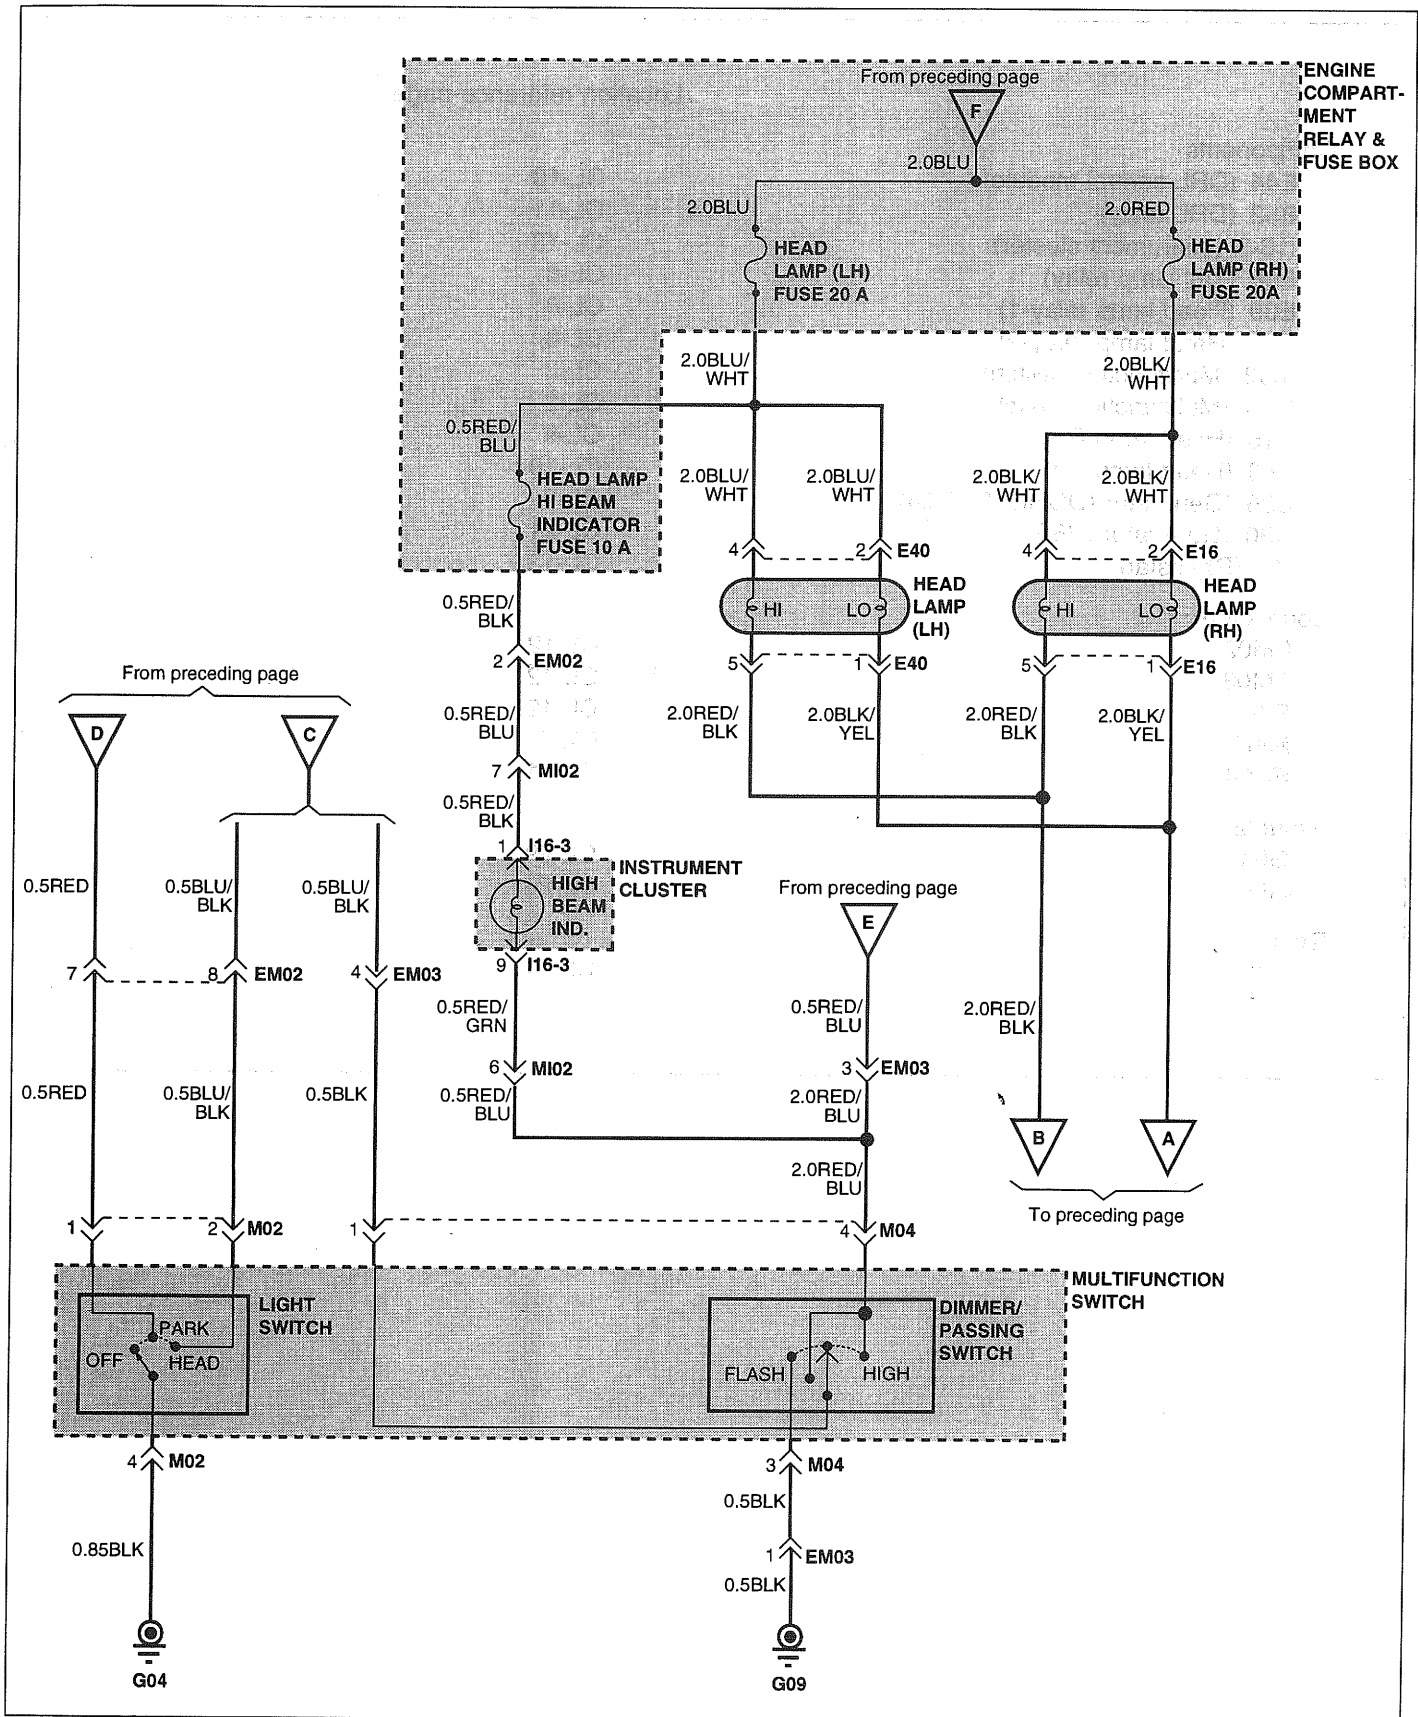 From preceding page
F
ENGINE
COMPART-
MENT
RELAY &
FUSE BOX
2.0BLU
2.0BLU
2.0RED
HEAD
LAMP (LH)
FUSE 20 A
HEAD
LAMP (RH)
FUSE 20A
2.0BLU/
WHT
2.0BLK/
WHT
0.5RED/
BLU
HEAD LAMP
HI BEAM
INDICATOR
FUSE 10 A
2.0BLU/
WHT
2.0BLU/
WHT
2.0BLK/
WHT
2.0BLK/
WHT
4
2
E40
4
2
E16
HI
LO
HEAD
LAMP
(LH)
HI
LO
HEAD
LAMP
(RH)
0.5RED/
BLK
2
EM02
5
1
E40
5
1
E16
From preceding page
D
C
0.5RED/
BLU
2.0RED/
BLK
2.0BLK/
YEL
2.0RED/
BLK
2.0BLK/
YEL
7
MI02
0.5RED/
BLK
1
I16-3
INSTRUMENT
CLUSTER
HIGH
BEAM
IND.
9
I16-3
0.5RED
0.5BLU/
BLK
0.5BLU/
BLK
From preceding page
E
7
8
EM02
4
EM03
0.5RED/
GRN
0.5RED/
BLU
2.0RED/
BLK
6
MI02
3
EM03
0.5RED
0.5BLU/
BLK
0.5BLK
0.5RED/
BLU
2.0RED/
BLU
B
A
2.0RED/
BLU
To preceding page
1
2
M02
1
4
M04
MULTIFUNCTION
SWITCH
LIGHT
SWITCH
PARK
OFF
HEAD
DIMMER/
PASSING
SWITCH
FLASH
HIGH
4
M02
3
M04
0.5BLK
0.85BLK
1
EM03
0.5BLK
G04
G09